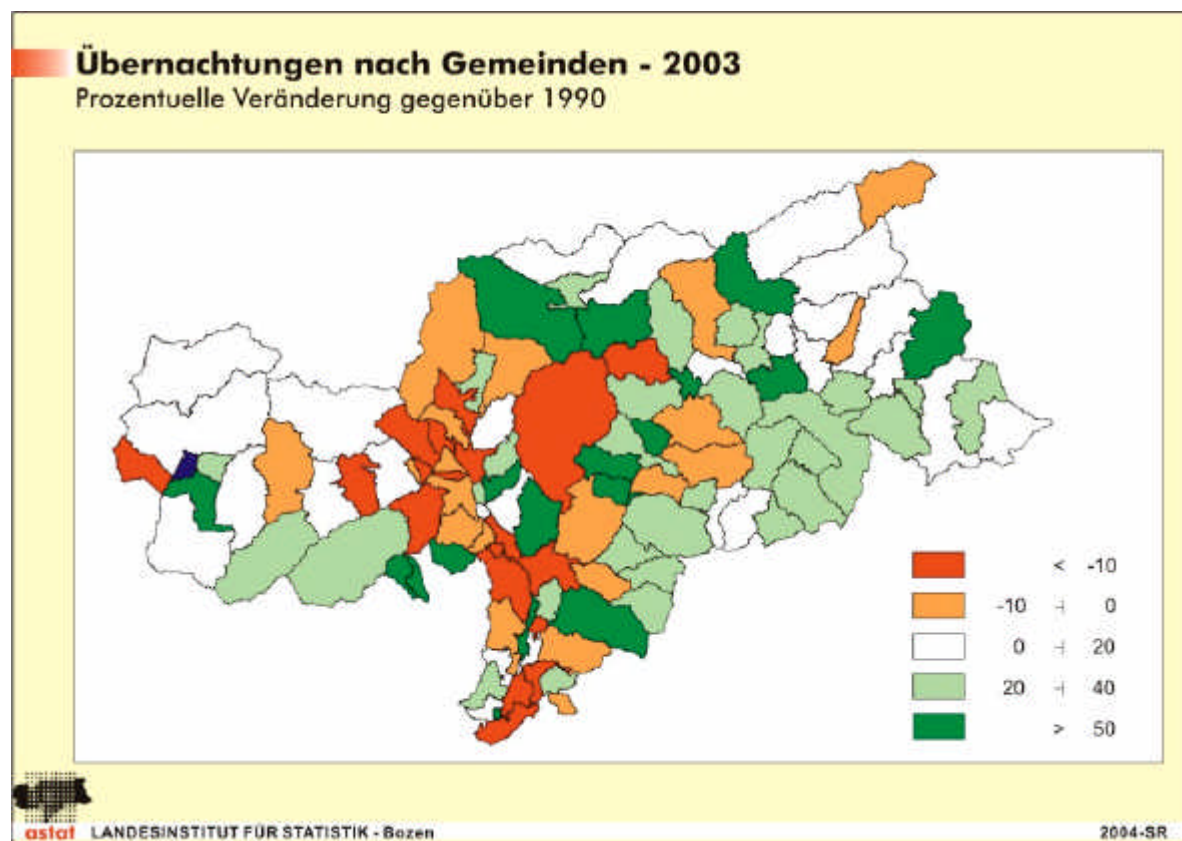 Übernachtungen nach Gemeinden - 2003
Prozentuelle Veränderung gegenüber 1990
< -10
-10 ⊣ 0
0 ⊣ 20
20 ⊣ 40
> 50
astat LANDESINSTITUT FÜR STATISTIK - Bozen
2004-SR